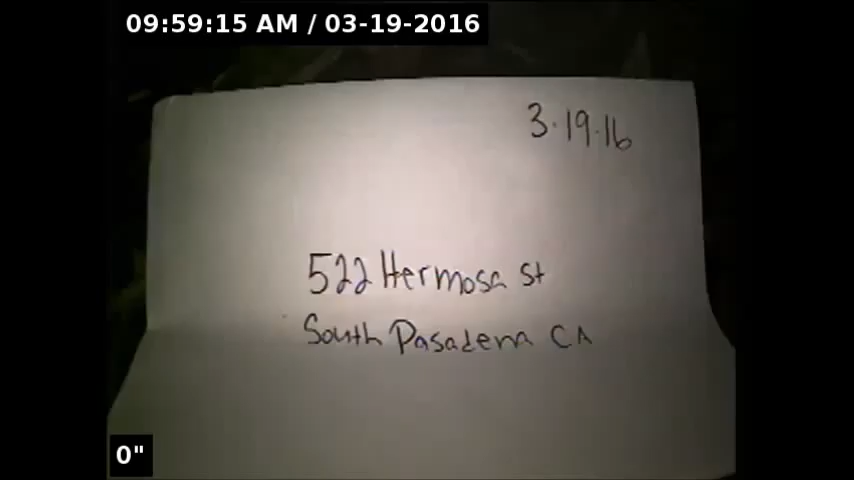 09:59:15 AM / 03-19-2016
3.19.16
522 Hermosa St
South Pasadena CA
0"